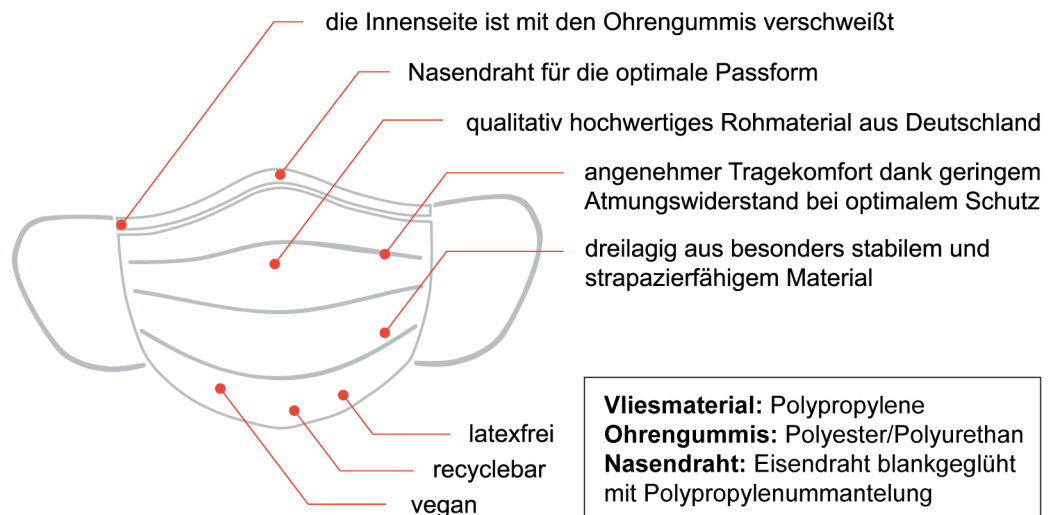 die Innenseite ist mit den Ohrengummis verschweißt
Nasendraht für die optimale Passform
qualitativ hochwertiges Rohmaterial aus Deutschland
angenehmer Tragekomfort dank geringem
Atmungswiderstand bei optimalem Schutz
dreilagig aus besonders stabilem und
strapazierfähigem Material
latexfrei
recyclebar
vegan
Vliesmaterial: Polypropylene
Ohrengummis: Polyester/Polyurethan
Nasendraht: Eisendraht blankgeglüht
mit Polypropylenummantelung